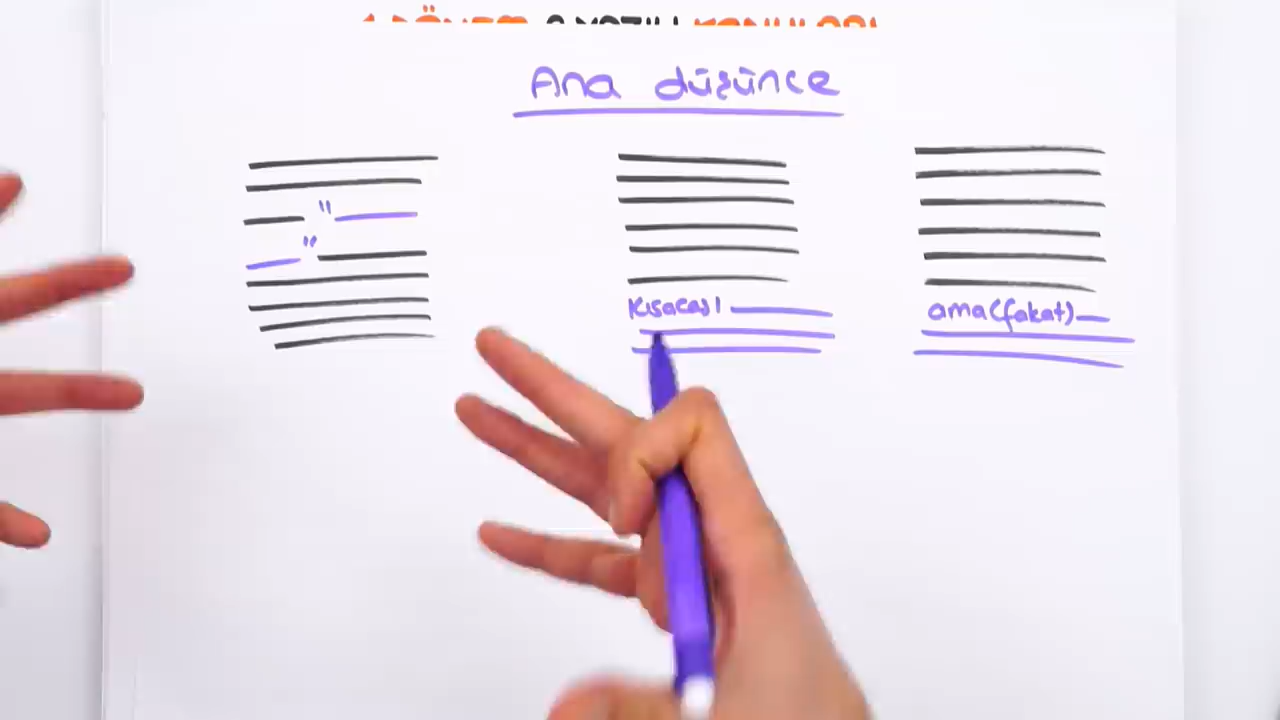 Ana düşünce
" "
Kısacası
ama(fakat)